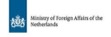 Ministry of Foreign Affairs of the
Netherlands